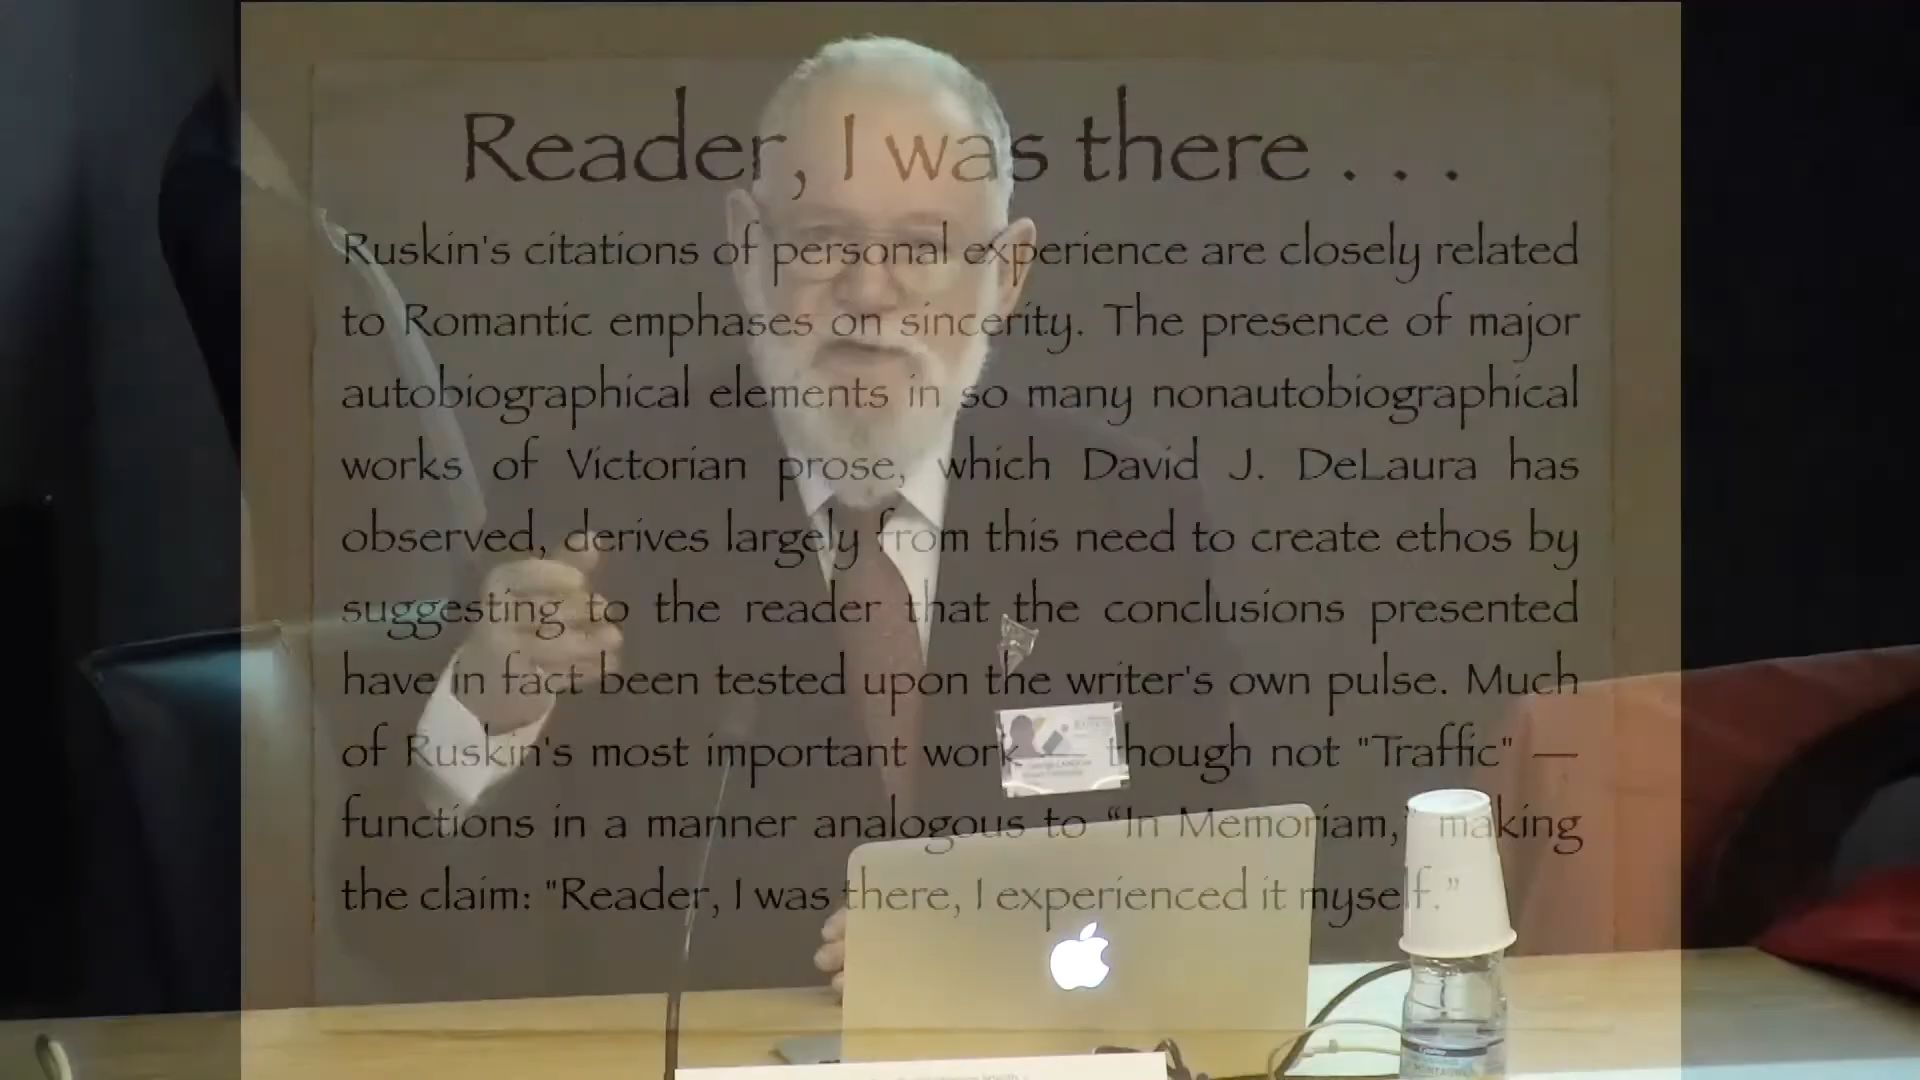 Reader, I was there . . .
Ruskin's citations of personal experience are closely related
to Romantic emphases on sincerity. The presence of major
autobiographical elements in so many nonautobiographical
works of Victorian prose, which David J. DeLaura has
observed, derives largely from this need to create ethos by
suggesting to the reader that the conclusions presented
have in fact been tested upon the writer's own pulse. Much
of Ruskin's most important work — though not "Traffic" —
functions in a manner analogous to “In Memoriam,” making
the claim: "Reader, I was there, I experienced it myself.”